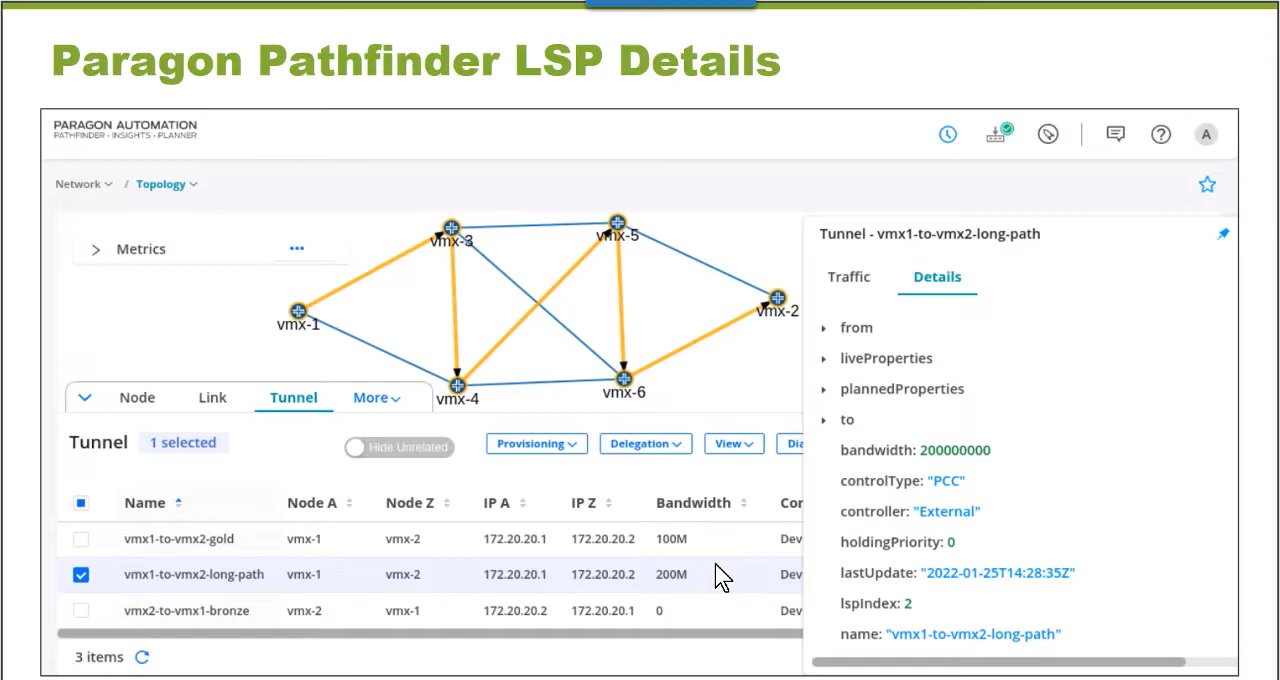 Paragon Pathfinder LSP Details
PARAGON AUTOMATION
PATHFINDER · INSIGHTS · PLANNER
A
Network / Topology
Metrics
vmx-3
vmx-5
vmx-1
vmx-2
vmx-4
vmx-6
Node Link Tunnel More
Tunnel 1 selected Hide Unrelated Provisioning Delegation View Dia
Name Node A Node Z IP A IP Z Bandwidth Cor
vmx1-to-vmx2-gold vmx-1 vmx-2 172.20.20.1 172.20.20.2 100M Dev
vmx1-to-vmx2-long-path vmx-1 vmx-2 172.20.20.1 172.20.20.2 200M Dev
vmx2-to-vmx1-bronze vmx-2 vmx-1 172.20.20.2 172.20.20.1 0 Dev
3 items
Tunnel - vmx1-to-vmx2-long-path
Traffic Details
from
liveProperties
plannedProperties
to
bandwidth: 200000000
controlType: "PCC"
controller: "External"
holdingPriority: 0
lastUpdate: "2022-01-25T14:28:35Z"
lspIndex: 2
name: "vmx1-to-vmx2-long-path"